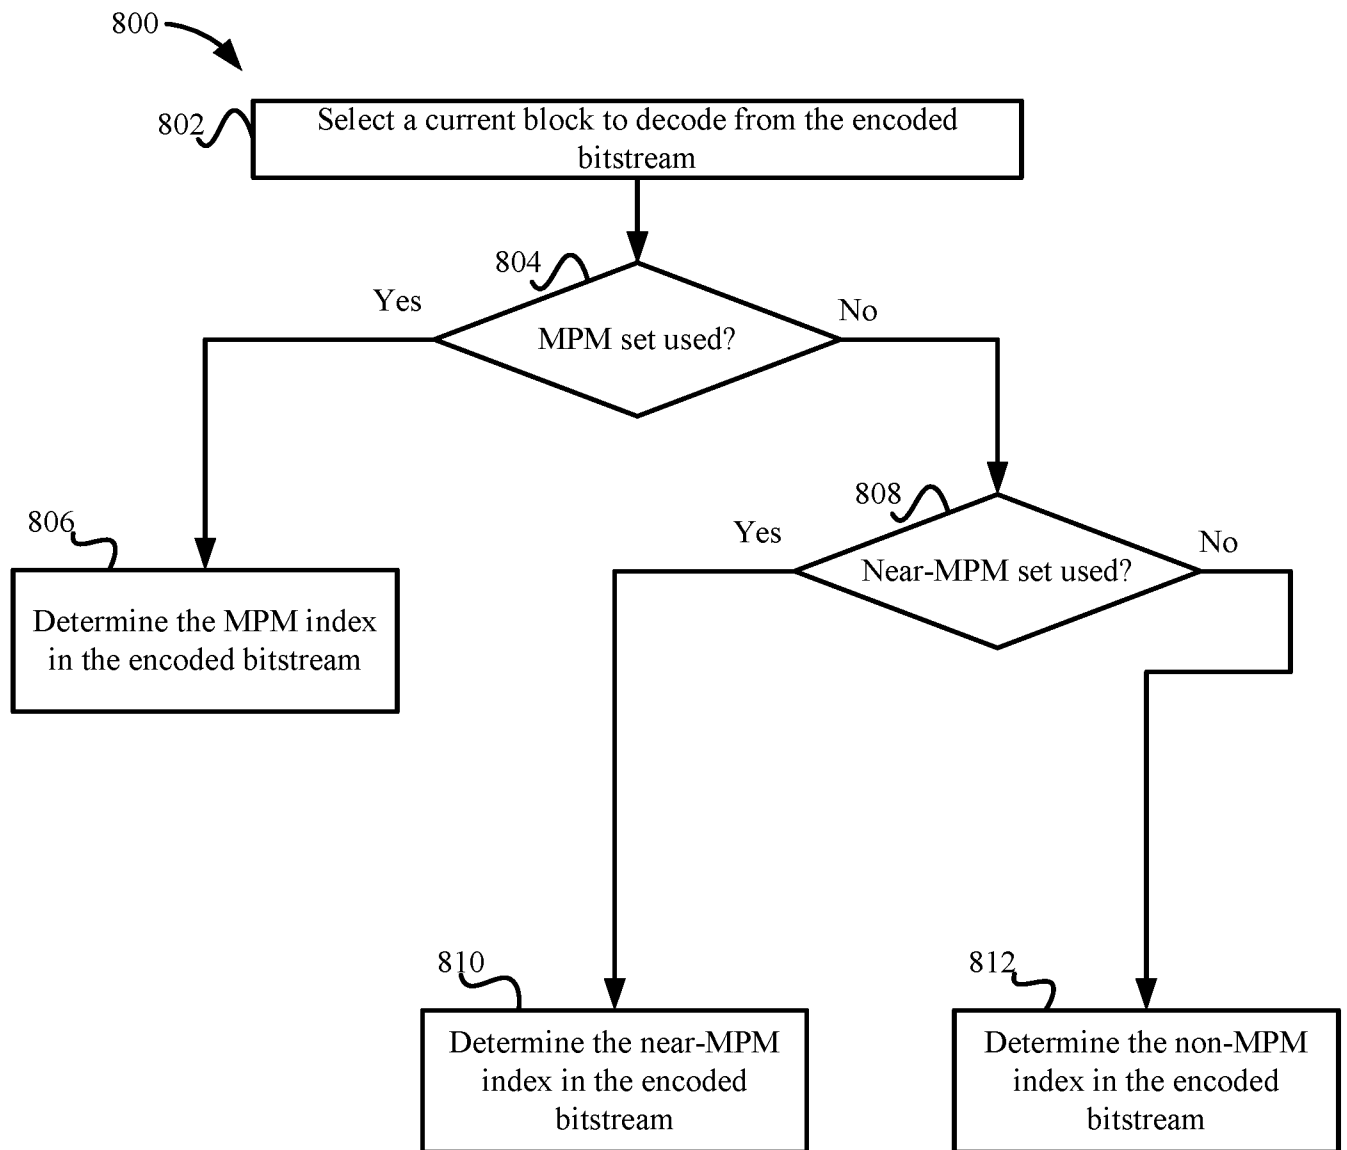 800
802
Select a current block to decode from the encoded
bitstream
804
Yes
MPM set used?
No
808
Yes
Near-MPM set used?
No
806
Determine the MPM index
in the encoded bitstream
810
Determine the near-MPM
index in the encoded
bitstream
812
Determine the non-MPM
index in the encoded
bitstream